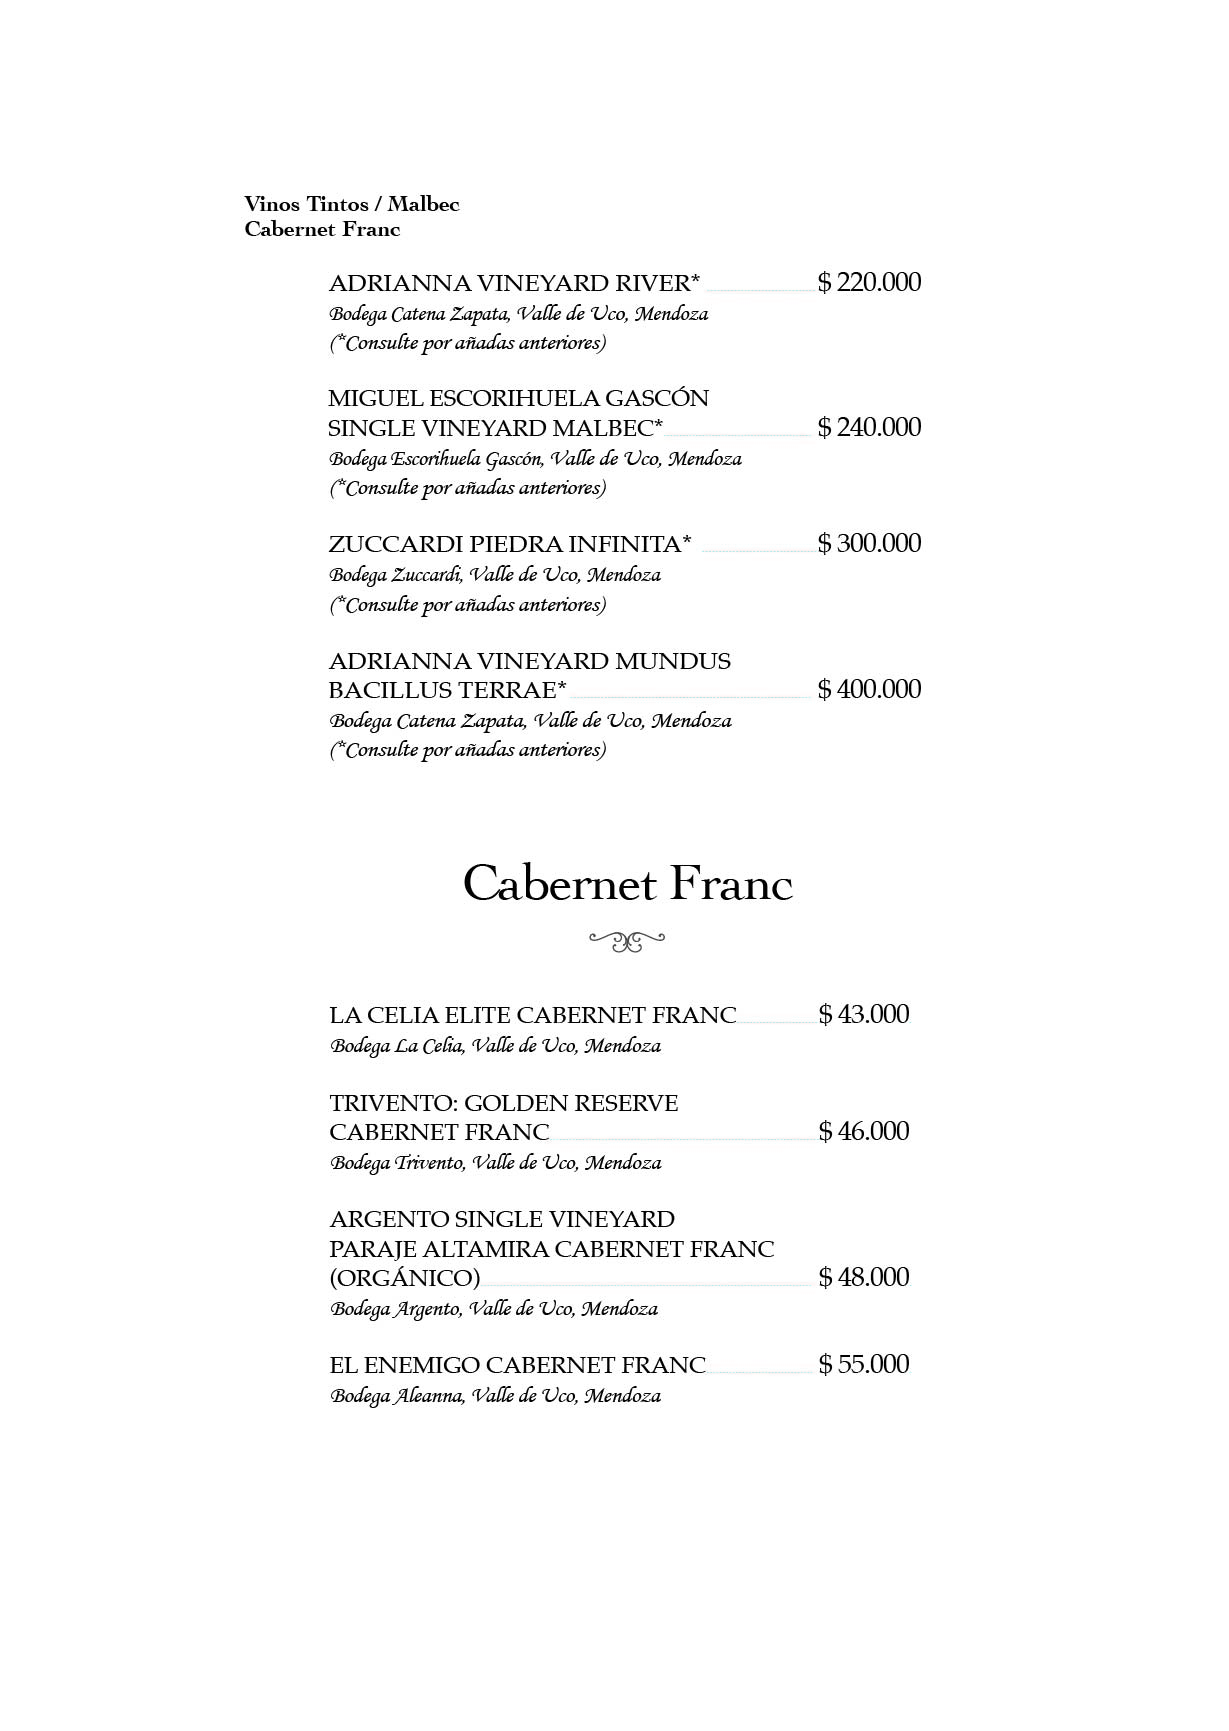 Vinos Tintos / Malbec
Cabernet Franc
ADRIANNA VINEYARD RIVER* $ 220.000
Bodega Catena Zapata, Valle de Uco, Mendoza
(*Consulte por añadas anteriores)
MIGUEL ESCORIHUELA GASCÓN
SINGLE VINEYARD MALBEC* $ 240.000
Bodega Escorihuela Gascón, Valle de Uco, Mendoza
(*Consulte por añadas anteriores)
ZUCCARDI PIEDRA INFINITA* $ 300.000
Bodega Zuccardi, Valle de Uco, Mendoza
(*Consulte por añadas anteriores)
ADRIANNA VINEYARD MUNDUS
BACILLUS TERRAE* $ 400.000
Bodega Catena Zapata, Valle de Uco, Mendoza
(*Consulte por añadas anteriores)
Cabernet Franc
LA CELIA ELITE CABERNET FRANC $ 43.000
Bodega La Celia, Valle de Uco, Mendoza
TRIVENTO: GOLDEN RESERVE
CABERNET FRANC $ 46.000
Bodega Trivento, Valle de Uco, Mendoza
ARGENTO SINGLE VINEYARD
PARAJE ALTAMIRA CABERNET FRANC
(ORGÁNICO) $ 48.000
Bodega Argento, Valle de Uco, Mendoza
EL ENEMIGO CABERNET FRANC $ 55.000
Bodega Aleanna, Valle de Uco, Mendoza